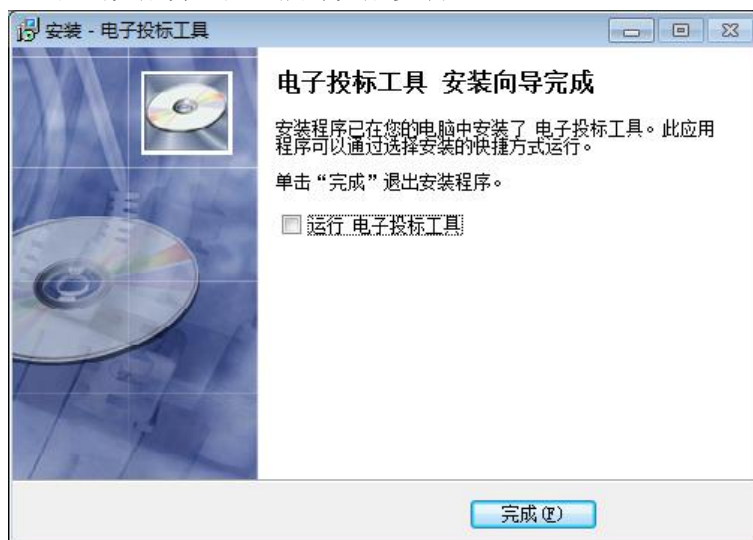 安装 - 电子投标工具
电子投标工具 安装向导完成
安装程序已在您的电脑中安装了 电子投标工具。此应用
程序可以通过选择安装的快捷方式运行。
单击“完成”退出安装程序。
运行 电子投标工具
完成(F)